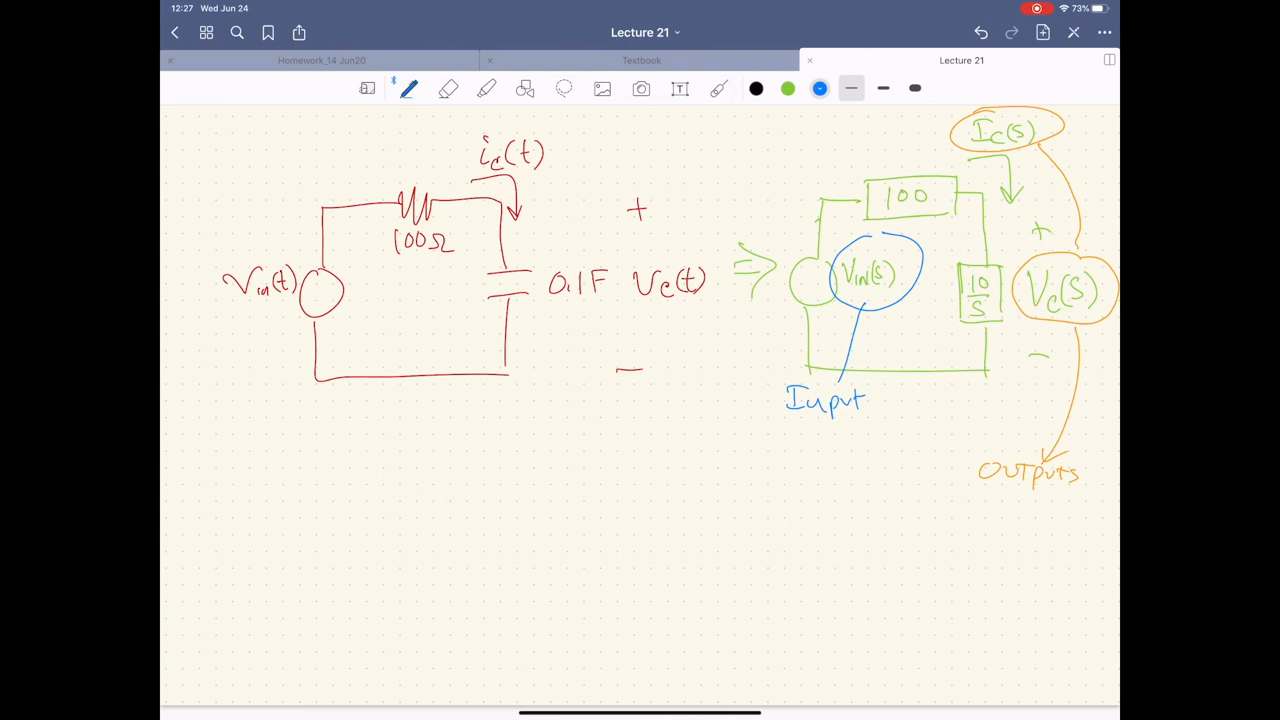 12:27 Wed Jun 24
73%
Lecture 21
Homework_14 Jun20
Textbook
Lecture 21
ic(t)
100Ω
Vin(t)
0.1F
+
Vc(t)
−
⇒
Ic(s)
100
VIN(s)
10/s
+
Vc(s)
−
Input
Outputs